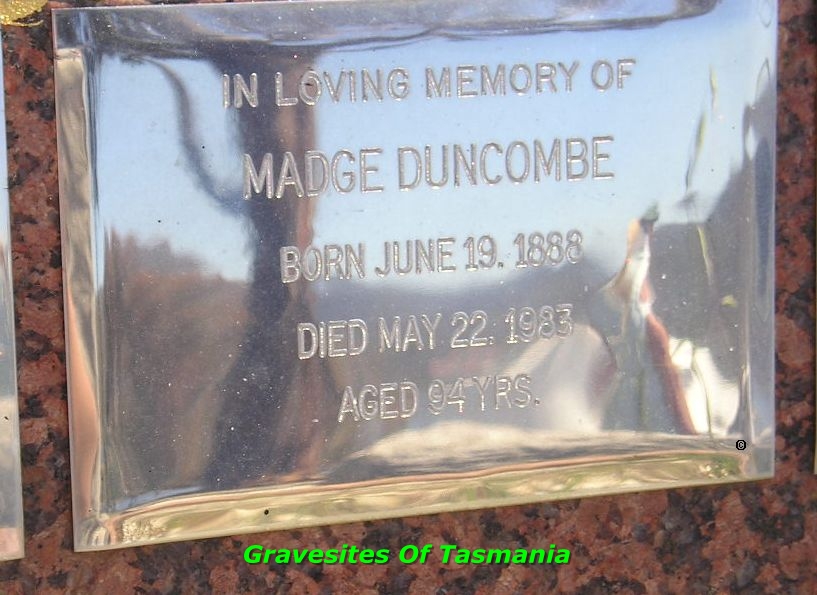 IN LOVING MEMORY OF
MADGE DUNCOMBE
BORN JUNE 19. 1888
DIED MAY 22. 1983
AGED 94 YRS.
©
Gravesites Of Tasmania